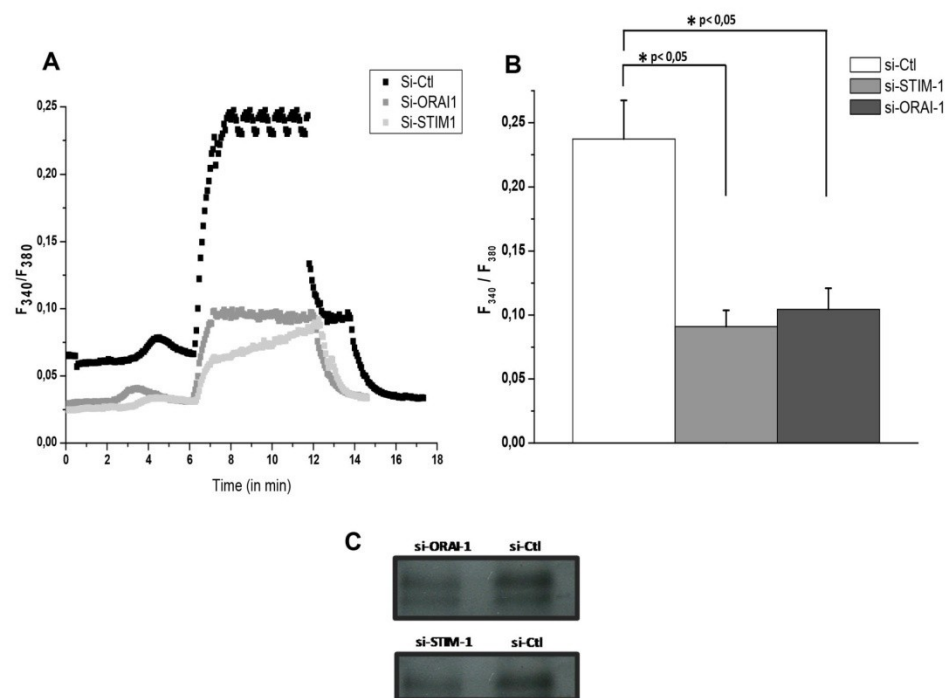 A
Si-Ctl
Si-ORAI1
Si-STIM1
0,25
0,20
0,15
0,10
0,05
0,00
F340/F380
0 2 4 6 8 10 12 14 16 18
Time (in min)
B
* p< 0,05
* p< 0,05
si-Ctl
si-STIM-1
si-ORAI-1
0,25
0,20
0,15
0,10
0,05
0,00
F340 / F380
C
si-ORAI-1 si-Ctl
si-STIM-1 si-Ctl